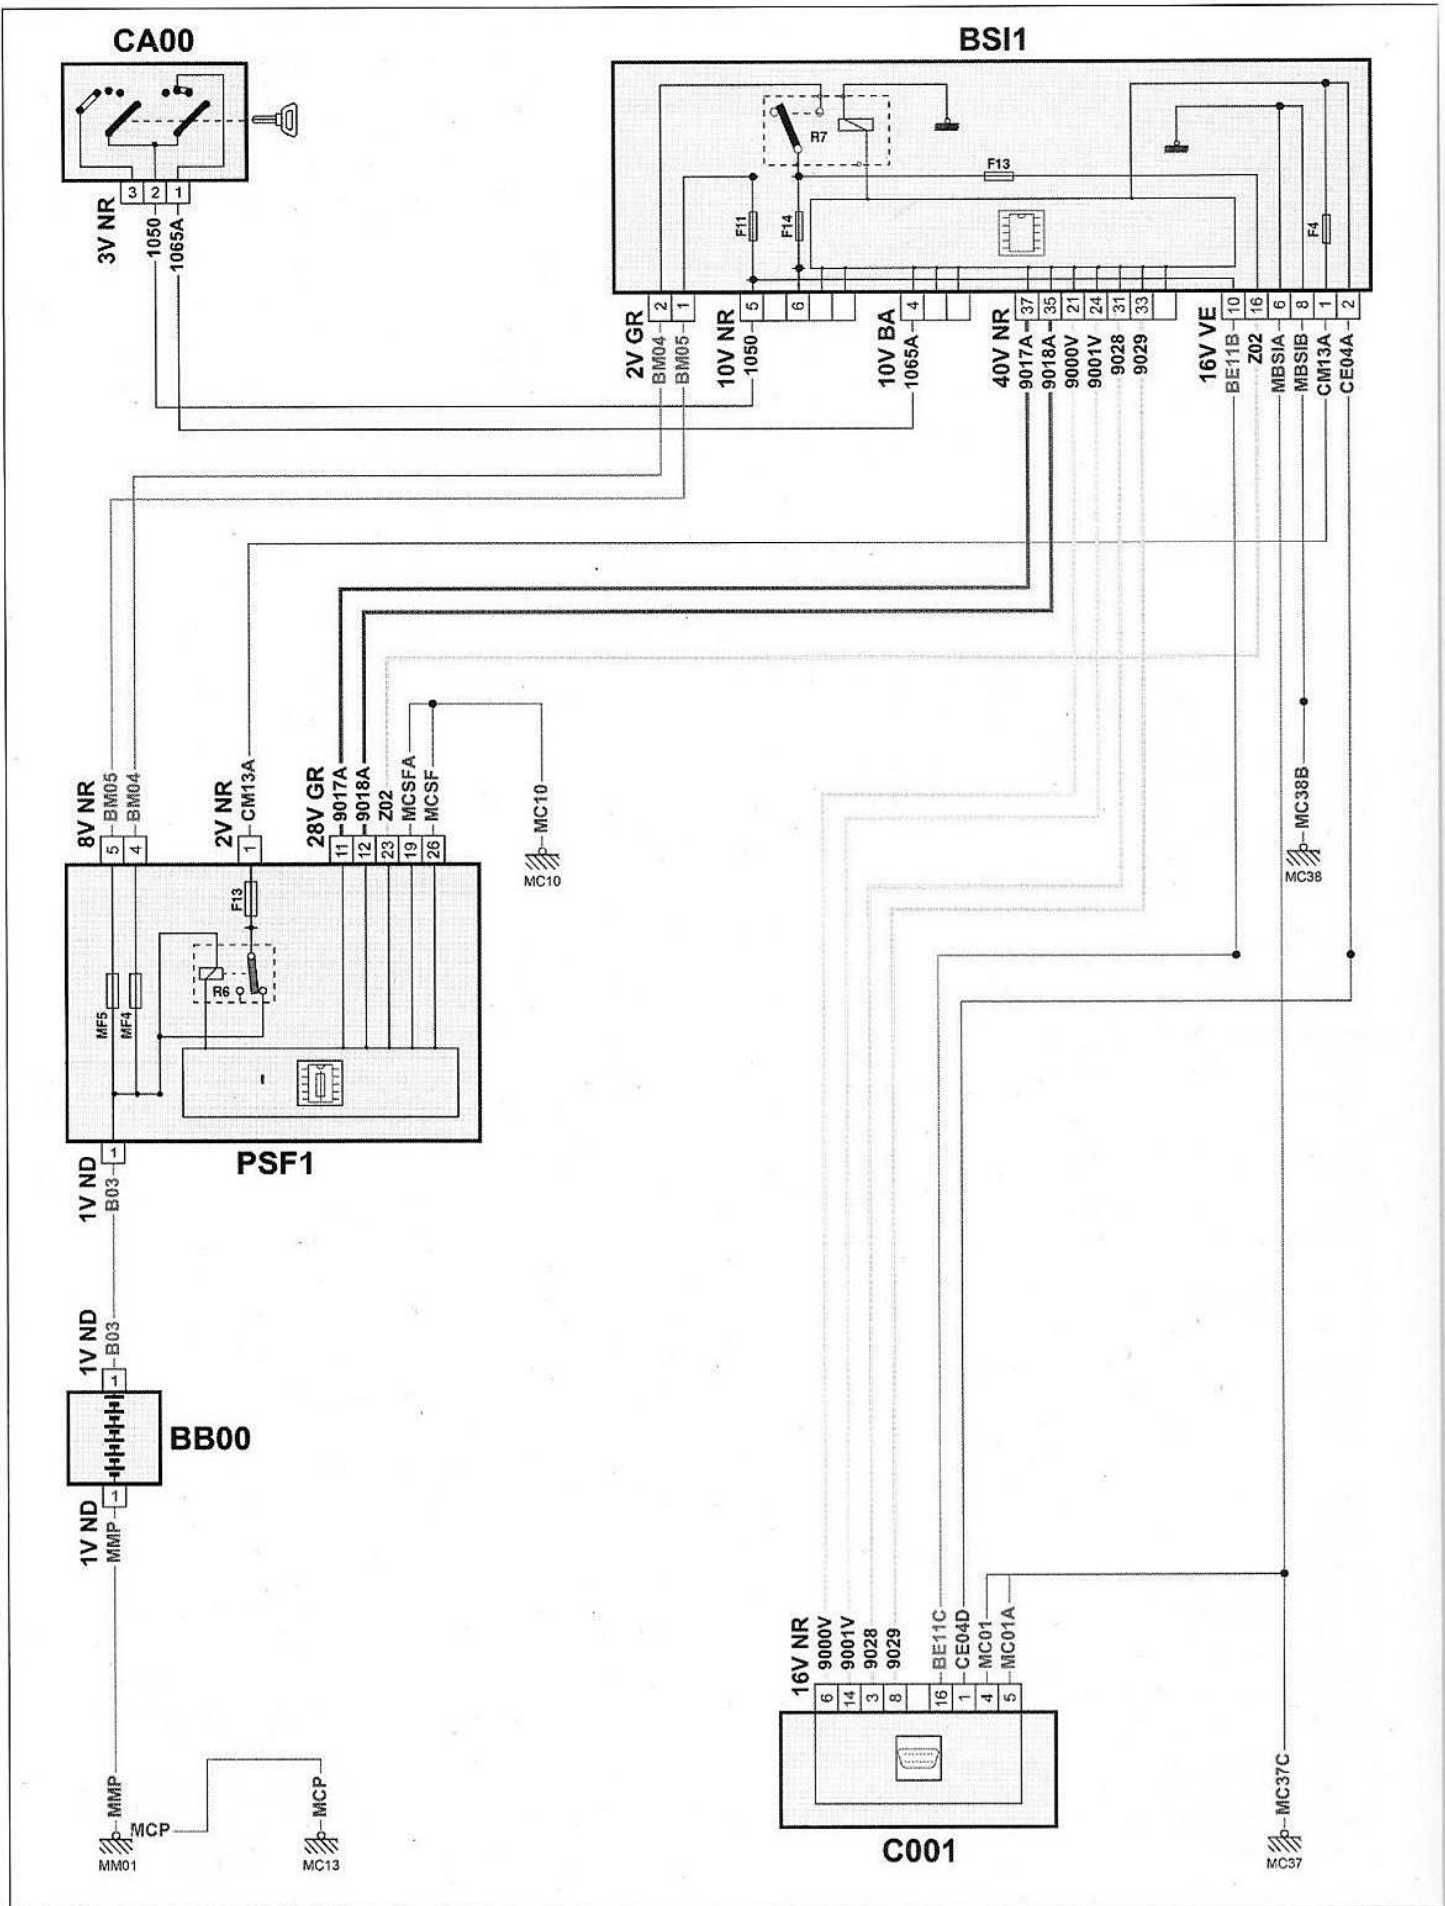 CA00
BSI1
R7
F13
F11
F14
F4
3 2 1
3V NR
1050
1065A
2 1
5
6
4
37 35 21 24 31 33
10 16 6 8 1 2
2V GR
BM04
BM05
10V NR
1050
10V BA
1065A
40V NR
9017A
9018A
9000V
9001V
9028
9029
16V VE
BE11B
Z02
MBSIA
MBSIB
CM13A
CE04A
8V NR
BM05
BM04
2V NR
CM13A
28V GR
9017A
9018A
Z02
MCSFA
MCSF
MC10
MC10
MC38B
MC38
5 4
1
11 12 23 19 26
F13
R6
MF5
MF4
1
PSF1
1V ND
B03
1V ND
B03
1
BB00
1
1V ND
MMP
MMP
MCP
MCP
MM01
MC13
16V NR
9000V
9001V
9028
9029
BE11C
CE04D
MC01
MC01A
6 14 3 8 16 1 4 5
C001
MC37C
MC37